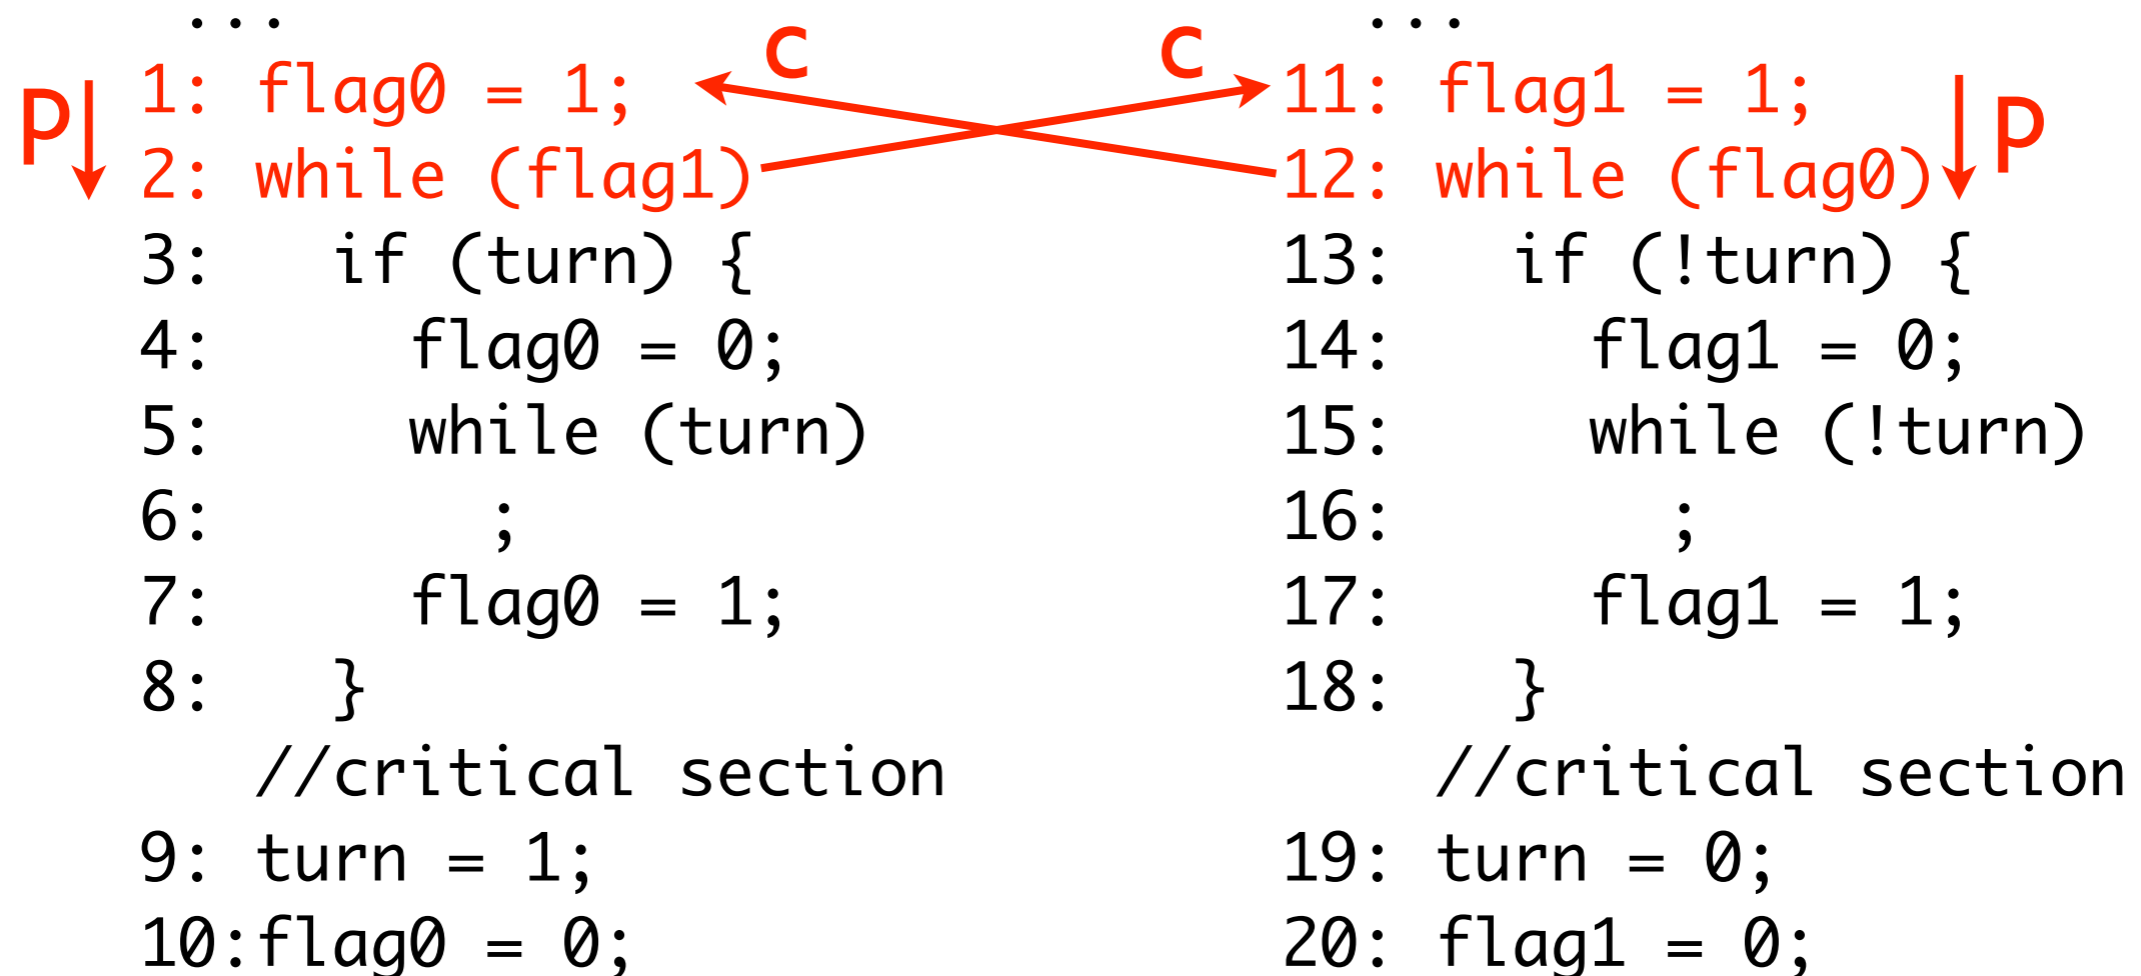 ... ...
C C
P 1: flag0 = 1; 11: flag1 = 1; P
2: while (flag1) 12: while (flag0)
3: if (turn) { 13: if (!turn) {
4: flag0 = 0; 14: flag1 = 0;
5: while (turn) 15: while (!turn)
6: ; 16: ;
7: flag0 = 1; 17: flag1 = 1;
8: } 18: }
//critical section //critical section
9: turn = 1; 19: turn = 0;
10:flag0 = 0; 20: flag1 = 0;